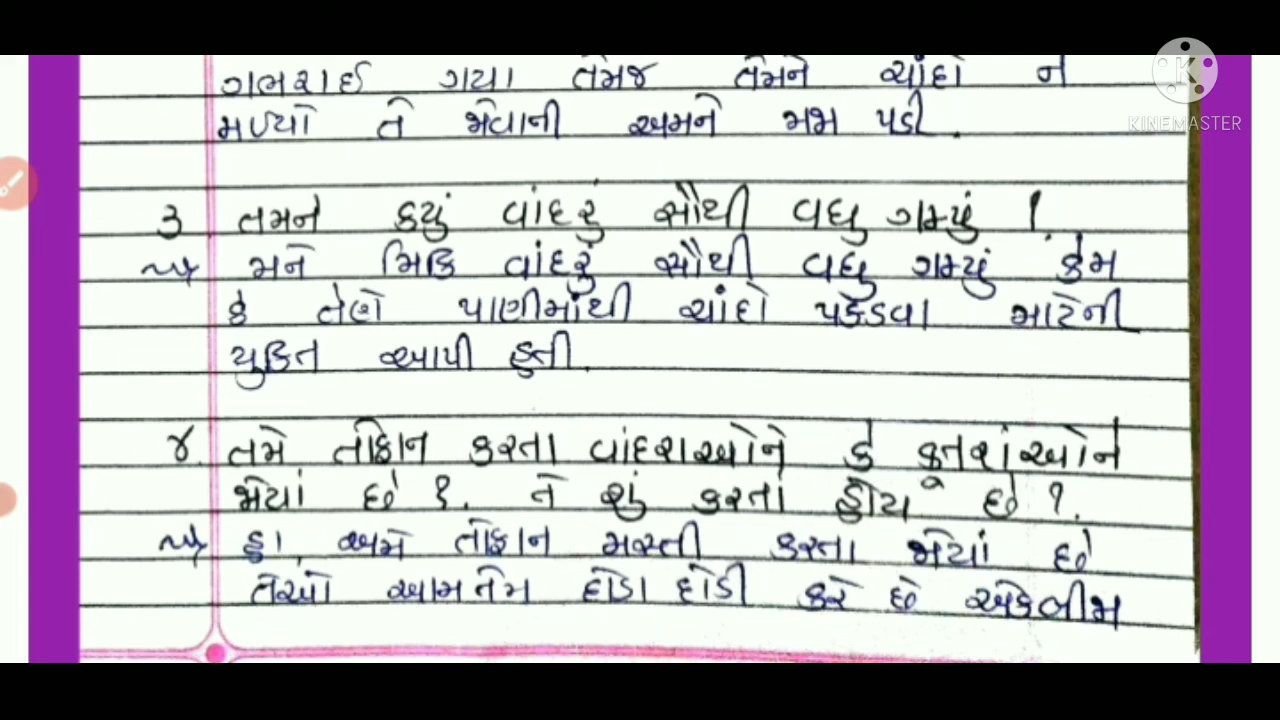 ગભરાઈ ગયા તેમજ તેમને ચાંદો ન
મળ્યો તે જોવાની અમને મજા પડી.
KINEMASTER
૩ તમને કયું વાંદરું સૌથી વધુ ગમ્યું ?
મને મિકિ વાંદરું સૌથી વધુ ગમ્યું કેમ
કે તેણે પાણીમાંથી ચાંદો પકડવા માટેની
યુકિત આપી હતી.
૪. તમે તોફાન કરતા વાંદરાઓને કે કૂતરાંઓને
જોયાં છે ?. તે શું કરતાં હોય છે ?.
હા, અમે તોફાન મસ્તી કરતા જોયાં છે
તેઓ આમતેમ દોડા દોડી કરે છે એકબીજા